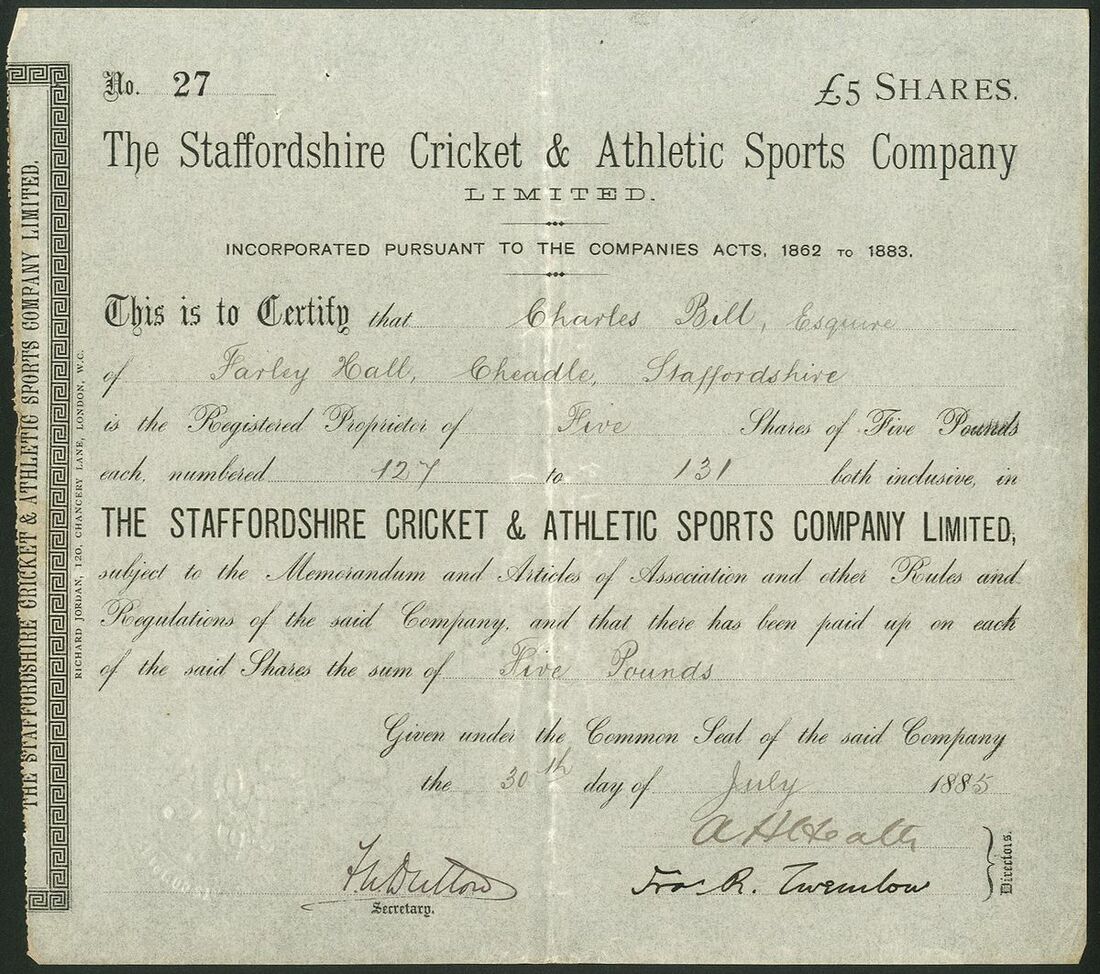 No. 27
£5 SHARES.
The Staffordshire Cricket & Athletic Sports Company
LIMITED.
INCORPORATED PURSUANT TO THE COMPANIES ACTS, 1862 TO 1883.
This is to Certify that Charles Bill, Esquire
of Farley Hall, Cheadle, Staffordshire
is the Registered Proprietor of Five Shares of Five Pounds
each, numbered 127 to 131 both inclusive, in
THE STAFFORDSHIRE CRICKET & ATHLETIC SPORTS COMPANY LIMITED,
subject to the Memorandum and Articles of Association and other Rules and
Regulations of the said Company, and that there has been paid up on each
of the said Shares the sum of Five Pounds
Given under the Common Seal of the said Company
the 30th day of July 1885
A H Heath
Fras R. Twemlow
Directors.
Dutton
Secretary.
THE STAFFORDSHIRE CRICKET & ATHLETIC SPORTS COMPANY LIMITED.
RICHARD JORDAN, 120, CHANCERY LANE, LONDON, W.C.